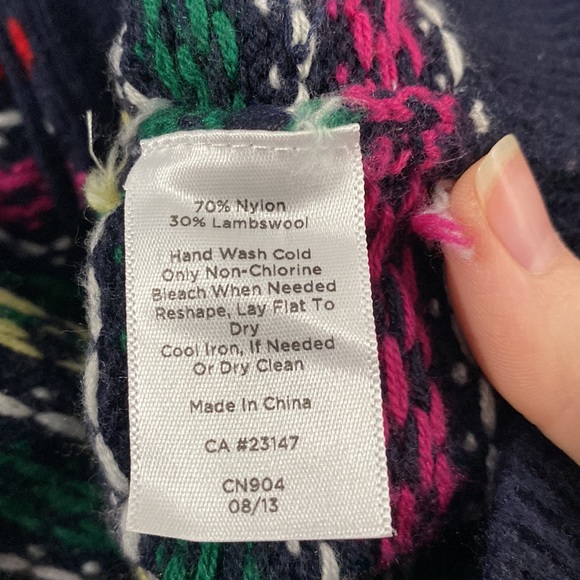 70% Nylon
30% Lambswool
Hand Wash Cold
Only Non-Chlorine
Bleach When Needed
Reshape, Lay Flat To
Dry
Cool Iron, If Needed
Or Dry Clean
Made In China
CA #23147
CN904
08/13